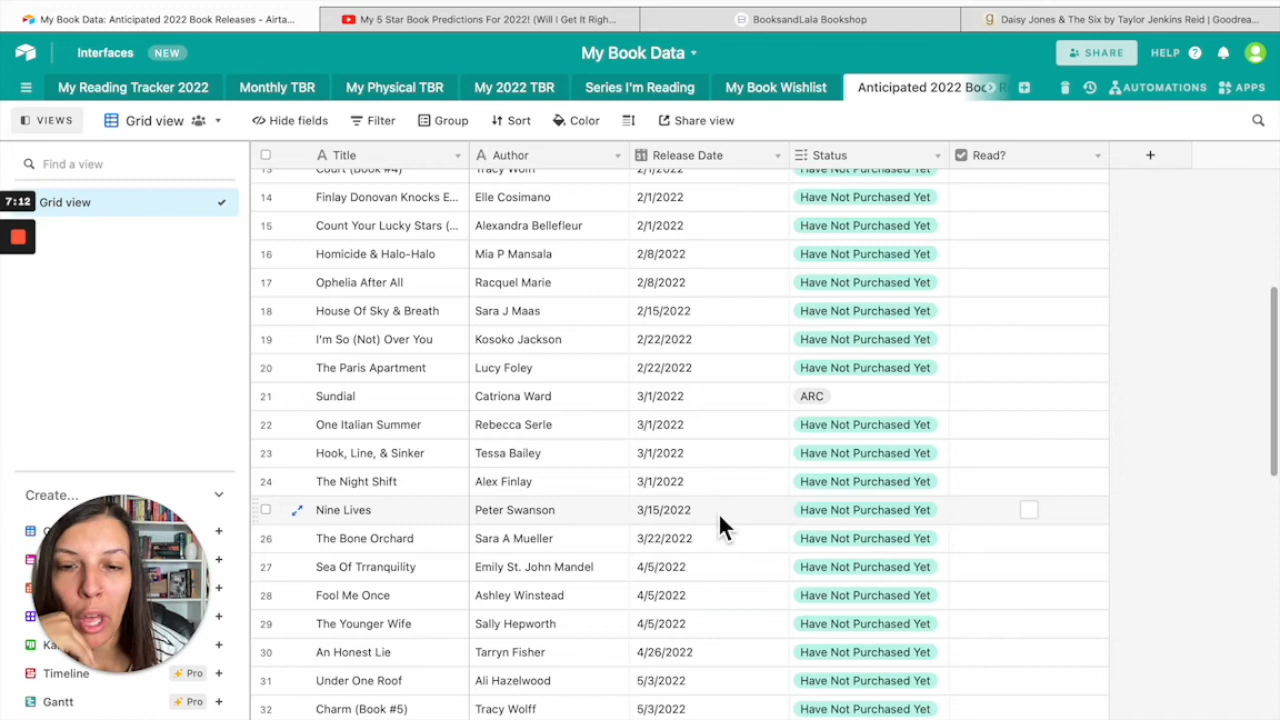 My Book Data: Anticipated 2022 Book Releases - Airta...
My 5 Star Book Predictions For 2022! (Will I Get It Righ...
BooksandLala Bookshop
Daisy Jones & The Six by Taylor Jenkins Reid | Goodrea...
Interfaces NEW
My Book Data
SHARE HELP
My Reading Tracker 2022
Monthly TBR
My Physical TBR
My 2022 TBR
Series I'm Reading
My Book Wishlist
Anticipated 2022 Boo
AUTOMATIONS
APPS
VIEWS
Grid view
Hide fields
Filter
Group
Sort
Color
Share view
Find a view
7:12
Grid view
Create...
Timeline Pro
Gantt Pro
Title Author Release Date Status Read?
13 Court (Book #4) Tracy Wolff 2/1/2022 Have Not Purchased Yet
14 Finlay Donovan Knocks E... Elle Cosimano 2/1/2022 Have Not Purchased Yet
15 Count Your Lucky Stars (... Alexandra Bellefleur 2/1/2022 Have Not Purchased Yet
16 Homicide & Halo-Halo Mia P Mansala 2/8/2022 Have Not Purchased Yet
17 Ophelia After All Racquel Marie 2/8/2022 Have Not Purchased Yet
18 House Of Sky & Breath Sara J Maas 2/15/2022 Have Not Purchased Yet
19 I'm So (Not) Over You Kosoko Jackson 2/22/2022 Have Not Purchased Yet
20 The Paris Apartment Lucy Foley 2/22/2022 Have Not Purchased Yet
21 Sundial Catriona Ward 3/1/2022 ARC
22 One Italian Summer Rebecca Serle 3/1/2022 Have Not Purchased Yet
23 Hook, Line, & Sinker Tessa Bailey 3/1/2022 Have Not Purchased Yet
24 The Night Shift Alex Finlay 3/1/2022 Have Not Purchased Yet
Nine Lives Peter Swanson 3/15/2022 Have Not Purchased Yet
26 The Bone Orchard Sara A Mueller 3/22/2022 Have Not Purchased Yet
27 Sea Of Trranquility Emily St. John Mandel 4/5/2022 Have Not Purchased Yet
28 Fool Me Once Ashley Winstead 4/5/2022 Have Not Purchased Yet
29 The Younger Wife Sally Hepworth 4/5/2022 Have Not Purchased Yet
30 An Honest Lie Tarryn Fisher 4/26/2022 Have Not Purchased Yet
31 Under One Roof Ali Hazelwood 5/3/2022 Have Not Purchased Yet
32 Charm (Book #5) Tracy Wolff 5/3/2022 Have Not Purchased Yet